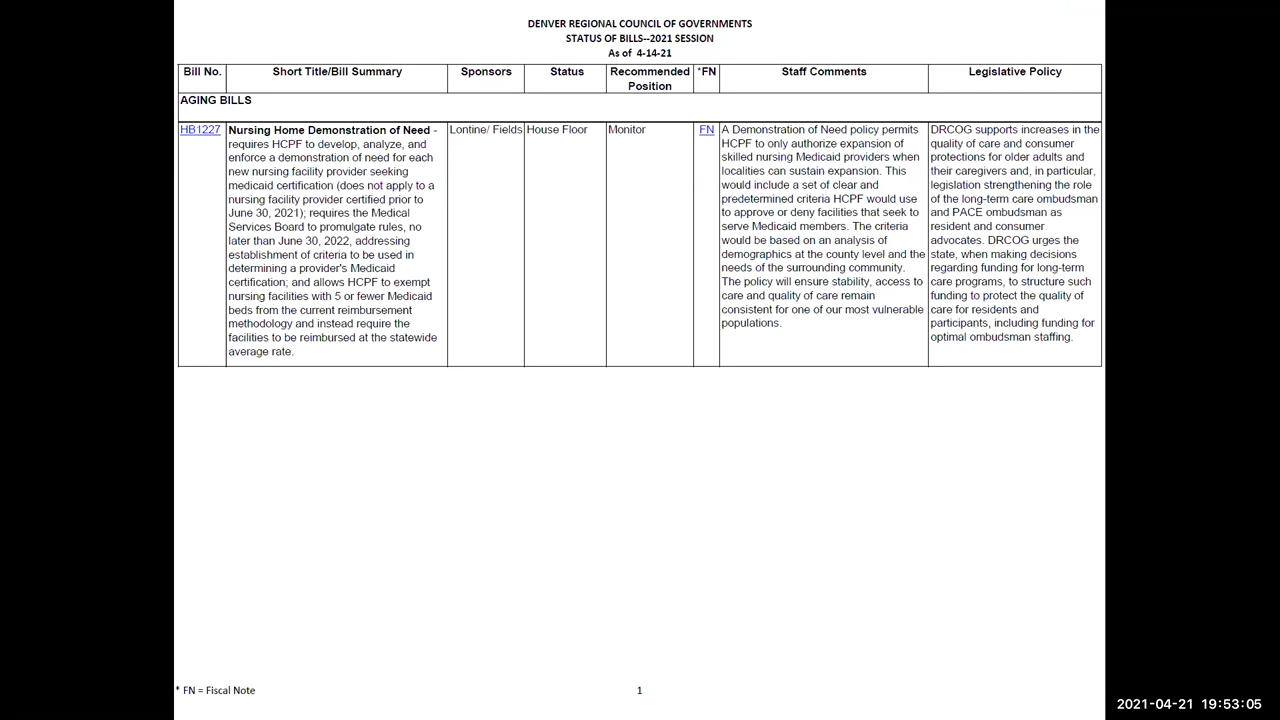 DENVER REGIONAL COUNCIL OF GOVERNMENTS
STATUS OF BILLS--2021 SESSION
As of 4-14-21
Bill No.
Short Title/Bill Summary
Sponsors
Status
Recommended
Position
*FN
Staff Comments
Legislative Policy
AGING BILLS
HB1227
Nursing Home Demonstration of Need -
requires HCPF to develop, analyze, and
enforce a demonstration of need for each
new nursing facility provider seeking
medicaid certification (does not apply to a
nursing facility provider certified prior to
June 30, 2021); requires the Medical
Services Board to promulgate rules, no
later than June 30, 2022, addressing
establishment of criteria to be used in
determining a provider's Medicaid
certification; and allows HCPF to exempt
nursing facilities with 5 or fewer Medicaid
beds from the current reimbursement
methodology and instead require the
facilities to be reimbursed at the statewide
average rate.
Lontine/ Fields
House Floor
Monitor
FN
A Demonstration of Need policy permits
HCPF to only authorize expansion of
skilled nursing Medicaid providers when
localities can sustain expansion. This
would include a set of clear and
predetermined criteria HCPF would use
to approve or deny facilities that seek to
serve Medicaid members. The criteria
would be based on an analysis of
demographics at the county level and the
needs of the surrounding community.
The policy will ensure stability, access to
care and quality of care remain
consistent for one of our most vulnerable
populations.
DRCOG supports increases in the
quality of care and consumer
protections for older adults and
their caregivers and, in particular,
legislation strengthening the role
of the long-term care ombudsman
and PACE ombudsman as
resident and consumer
advocates. DRCOG urges the
state, when making decisions
regarding funding for long-term
care programs, to structure such
funding to protect the quality of
care for residents and
participants, including funding for
optimal ombudsman staffing.
* FN = Fiscal Note
1
2021-04-21 19:53:05